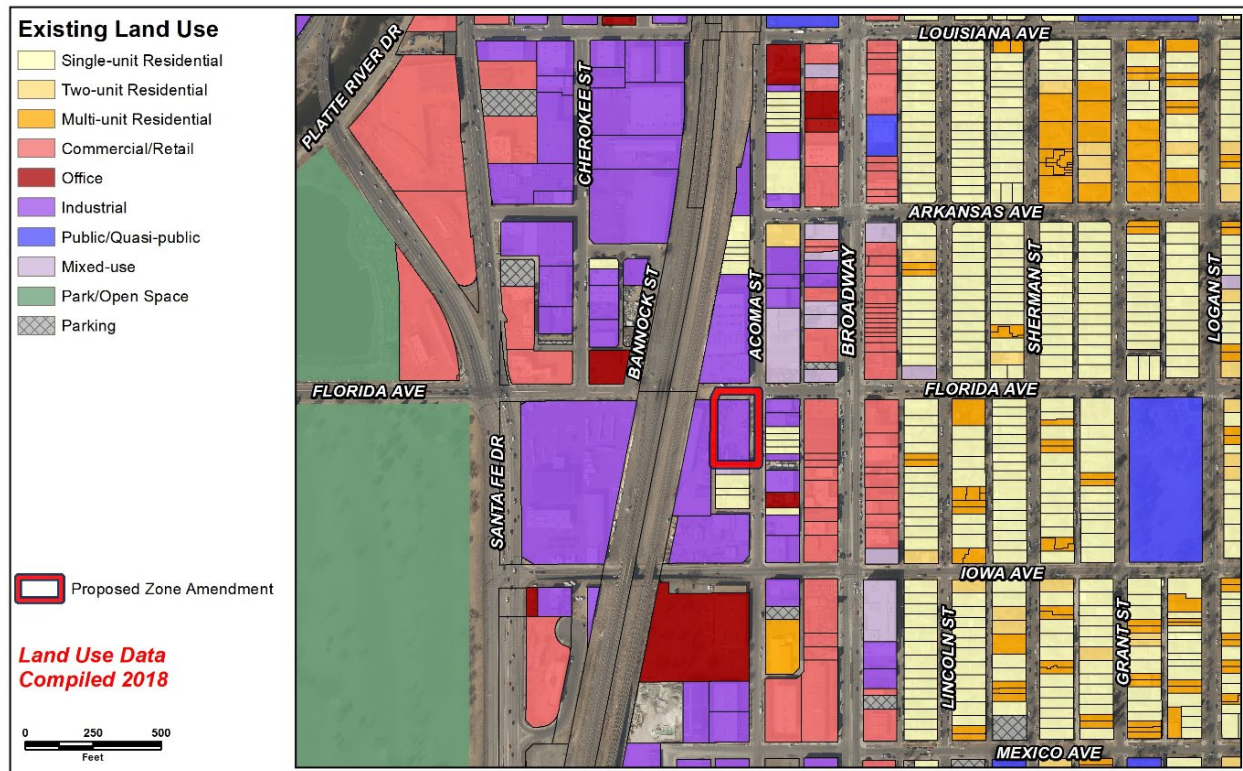 Existing Land Use
Single-unit Residential
Two-unit Residential
Multi-unit Residential
Commercial/Retail
Office
Industrial
Public/Quasi-public
Mixed-use
Park/Open Space
Parking
Proposed Zone Amendment
Land Use Data
Compiled 2018
0 250 500
Feet
LOUISIANA AVE
PLATTE RIVER DR
CHEROKEE ST
ARKANSAS AVE
BANNOCK ST
ACOMA ST
BROADWAY
SHERMAN ST
LOGAN ST
FLORIDA AVE
FLORIDA AVE
SANTA FE DR
IOWA AVE
LINCOLN ST
GRANT ST
MEXICO AVE